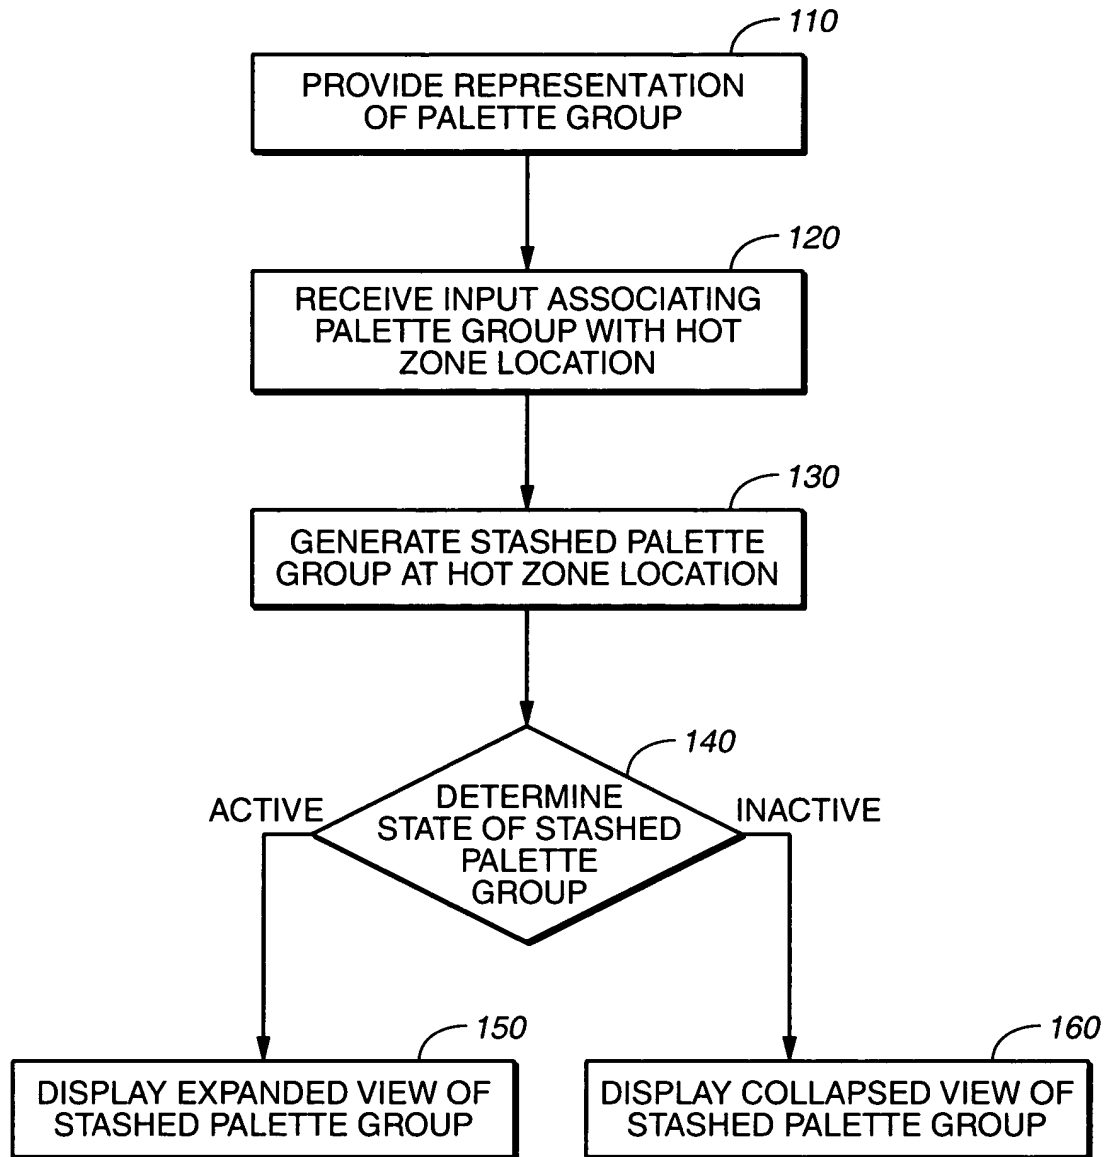 110
PROVIDE REPRESENTATION
OF PALETTE GROUP
120
RECEIVE INPUT ASSOCIATING
PALETTE GROUP WITH HOT
ZONE LOCATION
130
GENERATE STASHED PALETTE
GROUP AT HOT ZONE LOCATION
140
ACTIVE
DETERMINE
STATE OF STASHED
PALETTE
GROUP
INACTIVE
150
DISPLAY EXPANDED VIEW OF
STASHED PALETTE GROUP
160
DISPLAY COLLAPSED VIEW OF
STASHED PALETTE GROUP